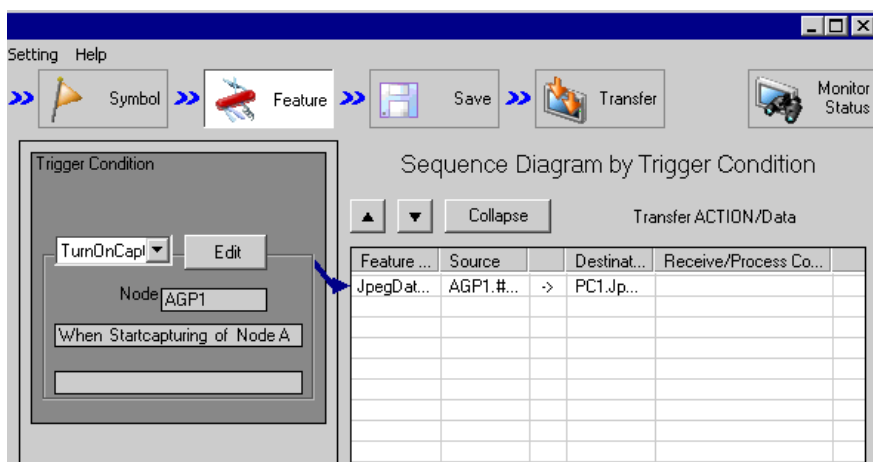 Setting Help
Symbol Feature Save Transfer Monitor Status
Trigger Condition
Sequence Diagram by Trigger Condition
Collapse Transfer ACTION/Data
TurnOnCapt Edit
Feature ... Source Destinat... Receive/Process Co...
JpegDat... AGP1.#... -> PC1.Jp...
Node AGP1
When Startcapturing of Node A